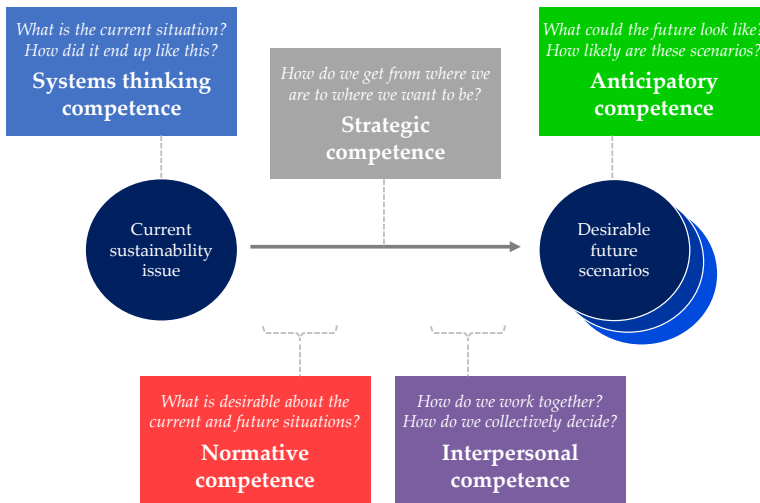 What is the current situation?
How did it end up like this?
Systems thinking
competence
How do we get from where we
are to where we want to be?
Strategic
competence
What could the future look like?
How likely are these scenarios?
Anticipatory
competence
Current
sustainability
issue
Desirable
future
scenarios
What is desirable about the
current and future situations?
Normative
competence
How do we work together?
How do we collectively decide?
Interpersonal
competence